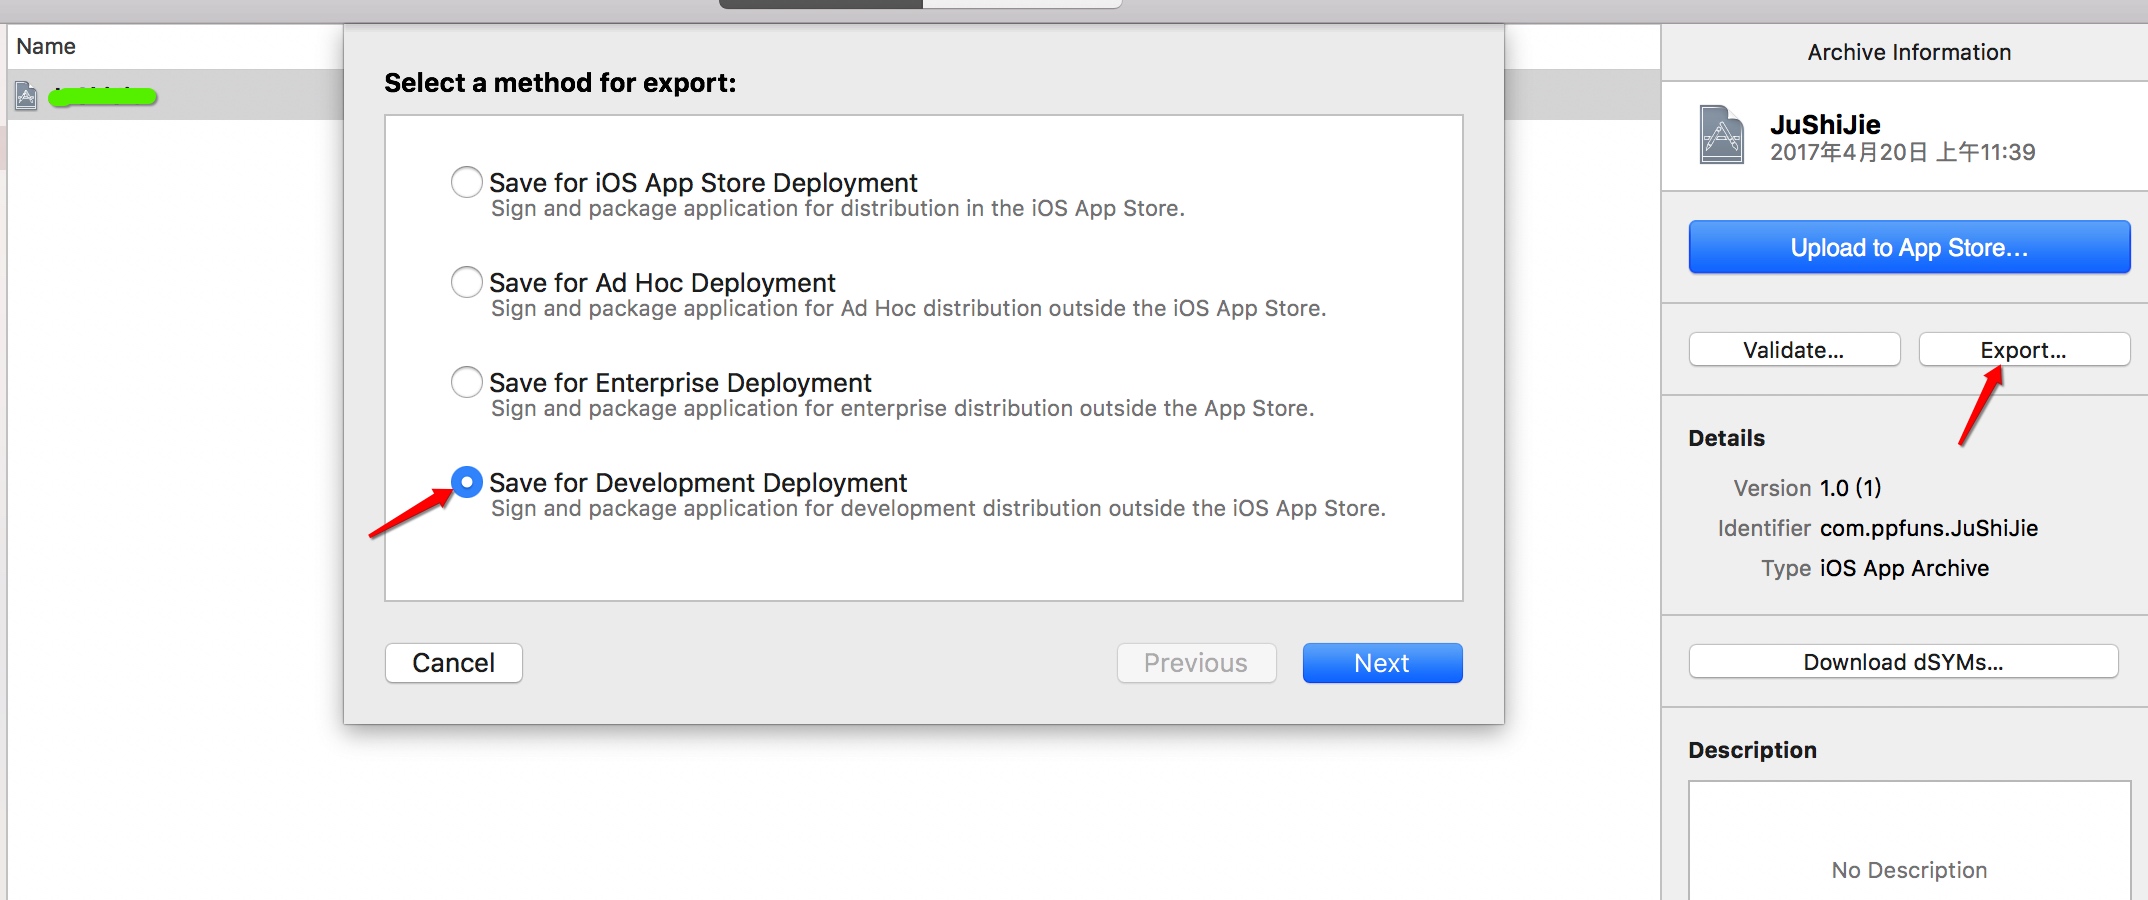 Name
Select a method for export:
Save for iOS App Store Deployment
Sign and package application for distribution in the iOS App Store.
Save for Ad Hoc Deployment
Sign and package application for Ad Hoc distribution outside the iOS App Store.
Save for Enterprise Deployment
Sign and package application for enterprise distribution outside the App Store.
Save for Development Deployment
Sign and package application for development distribution outside the iOS App Store.
Cancel
Previous
Next
Archive Information
JuShiJie
2017年4月20日 上午11:39
Upload to App Store...
Validate...
Export...
Details
Version 1.0 (1)
Identifier com.ppfuns.JuShiJie
Type iOS App Archive
Download dSYMs...
Description
No Description